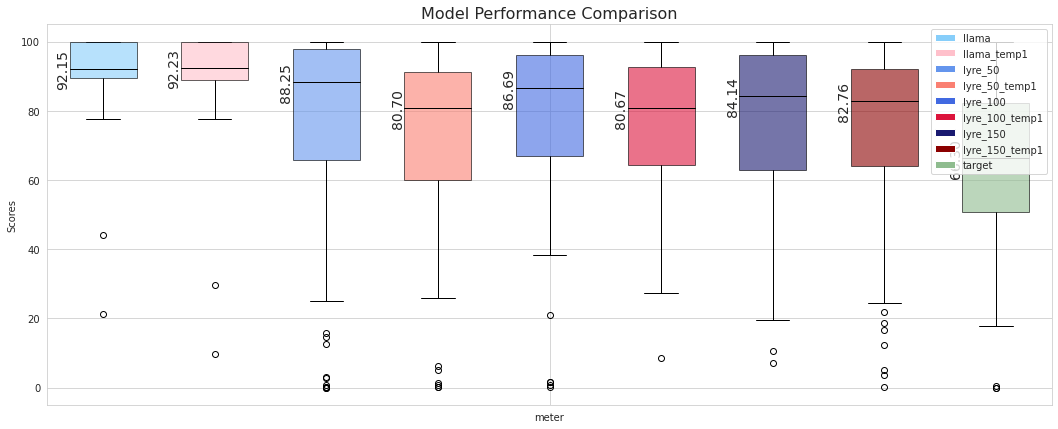 Model Performance Comparison
100
80
60
40
20
0
Scores
92.15
92.23
88.25
80.70
86.69
80.67
84.14
82.76
llama
llama_temp1
lyre_50
lyre_50_temp1
lyre_100
lyre_100_temp1
lyre_150
lyre_150_temp1
target
meter